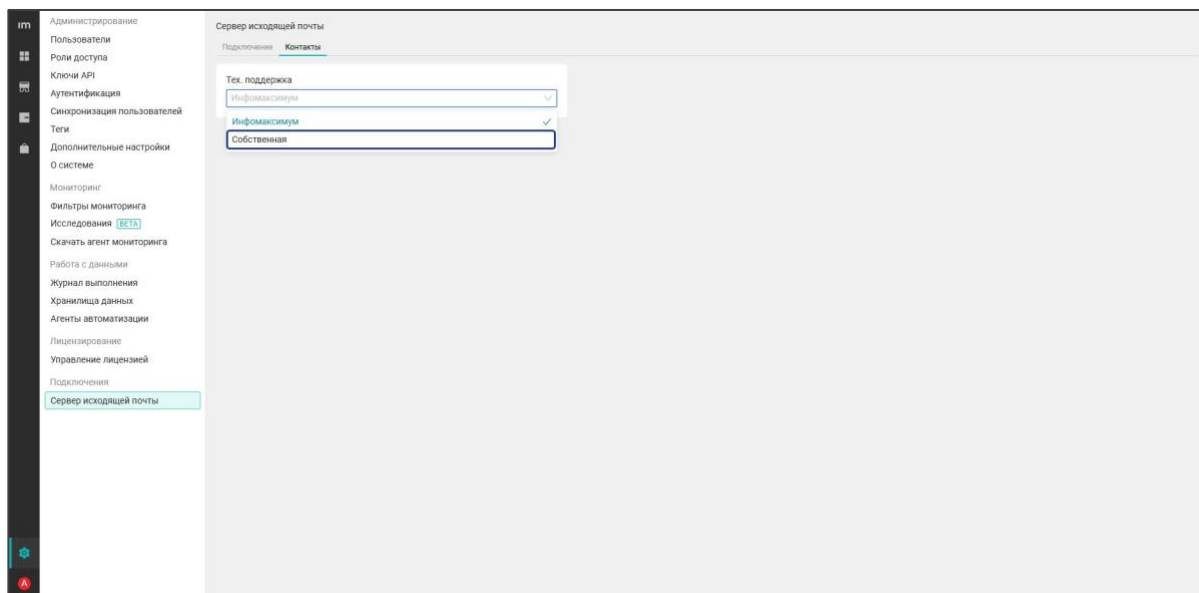 im
Администрирование
Пользователи
Роли доступа
Ключи API
Аутентификация
Синхронизация пользователей
Теги
Дополнительные настройки
О системе
Мониторинг
Фильтры мониторинга
Исследования BETA
Скачать агент мониторинга
Работа с данными
Журнал выполнения
Хранилища данных
Агенты автоматизации
Лицензирование
Управление лицензией
Подключения
Сервер исходящей почты
A
Сервер исходящей почты
Подключение Контакты
Тех. поддержка
Инфомаксимум
Инфомаксимум
Собственная